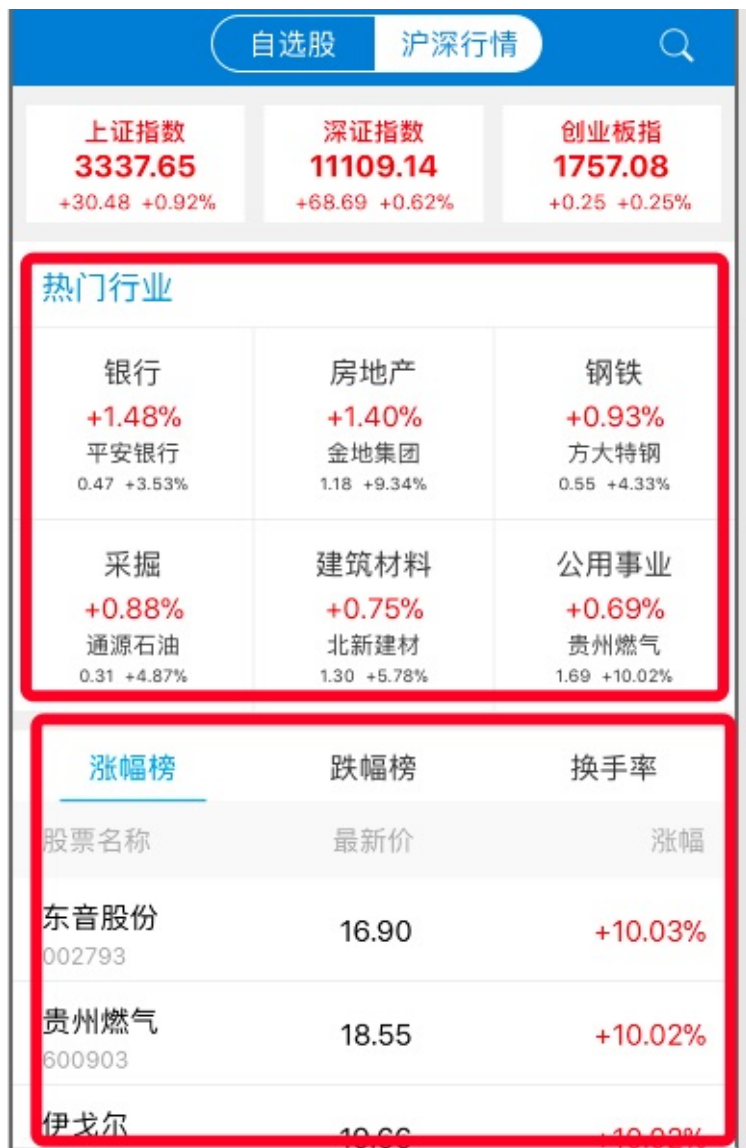 自选股 沪深行情
上证指数 深证指数 创业板指
3337.65 11109.14 1757.08
+30.48 +0.92% +68.69 +0.62% +0.25 +0.25%
热门行业
银行 房地产 钢铁
+1.48% +1.40% +0.93%
平安银行 金地集团 方大特钢
0.47 +3.53% 1.18 +9.34% 0.55 +4.33%
采掘 建筑材料 公用事业
+0.88% +0.75% +0.69%
通源石油 北新建材 贵州燃气
0.31 +4.87% 1.30 +5.78% 1.69 +10.02%
涨幅榜 跌幅榜 换手率
股票名称 最新价 涨幅
东音股份 16.90 +10.03%
002793
贵州燃气 18.55 +10.02%
600903
伊戈尔